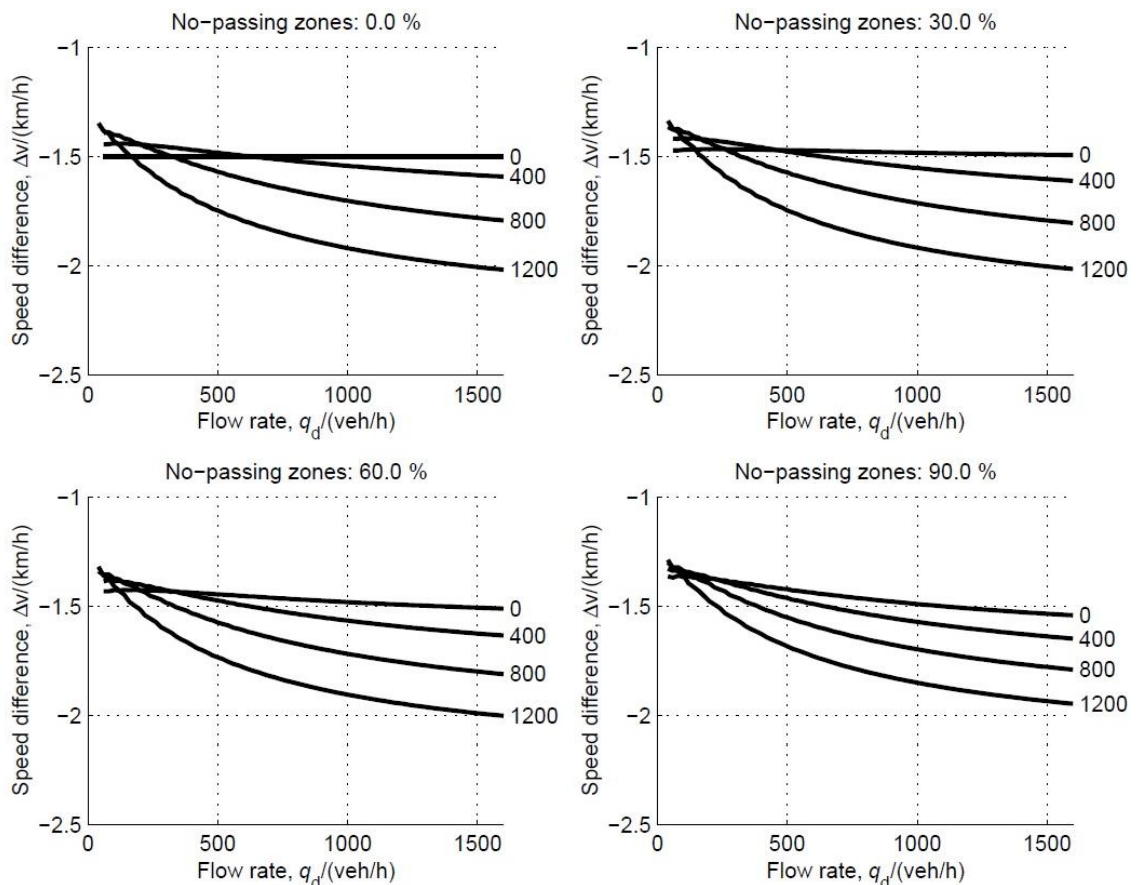 No−passing zones: 0.0 %
−1
−1.5
−2
−2.5
Speed difference, Δv/(km/h)
0
400
800
1200
0 500 1000 1500
Flow rate, qd/(veh/h)
No−passing zones: 30.0 %
−1
−1.5
−2
−2.5
Speed difference, Δv/(km/h)
0
400
800
1200
0 500 1000 1500
Flow rate, qd/(veh/h)
No−passing zones: 60.0 %
−1
−1.5
−2
−2.5
Speed difference, Δv/(km/h)
0
400
800
1200
0 500 1000 1500
Flow rate, qd/(veh/h)
No−passing zones: 90.0 %
−1
−1.5
−2
−2.5
Speed difference, Δv/(km/h)
0
400
800
1200
0 500 1000 1500
Flow rate, qd/(veh/h)